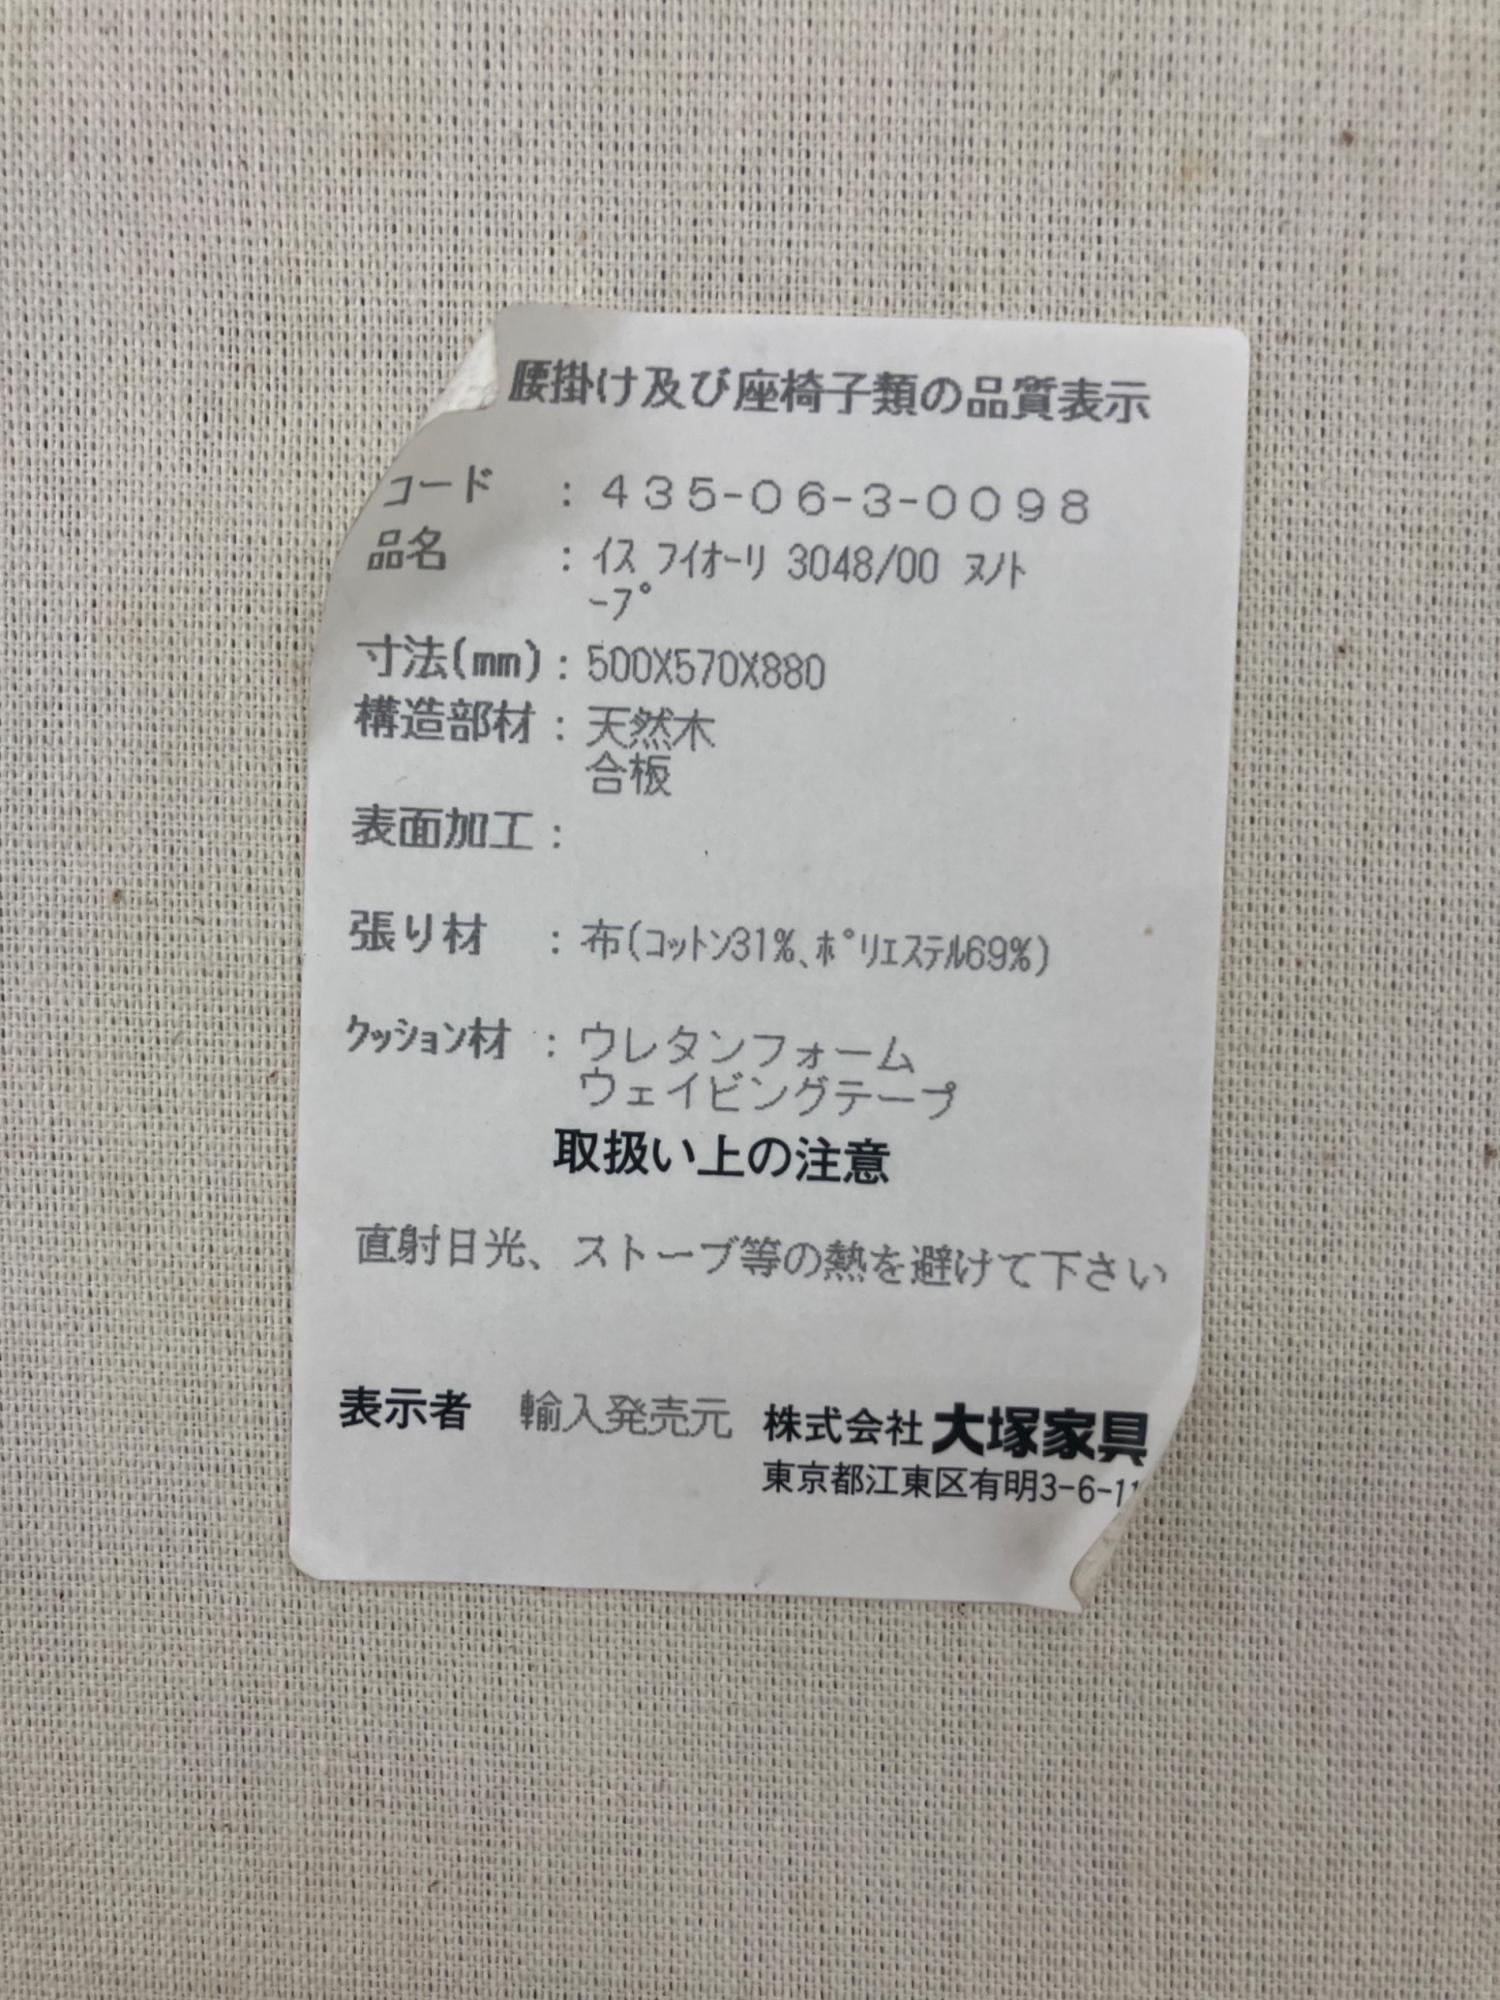 腰掛け及び座椅子類の品質表示
コード : 435-06-3-0098
品名 : ｲｽ ﾌｲｵｰﾘ 3048/00 ﾇﾉﾄ
ｰﾌﾟ
寸法(mm) : 500X570X880
構造部材 : 天然木
合板
表面加工 :
張り材 : 布(ｺｯﾄﾝ31%､ﾎﾟﾘｴｽﾃﾙ69%)
ｸｯｼｮﾝ材 : ウレタンフォーム
ウェイビングテープ
取扱い上の注意
直射日光、ストーブ等の熱を避けて下さい
表示者 輸入発売元 株式会社 大塚家具
東京都江東区有明3-6-11